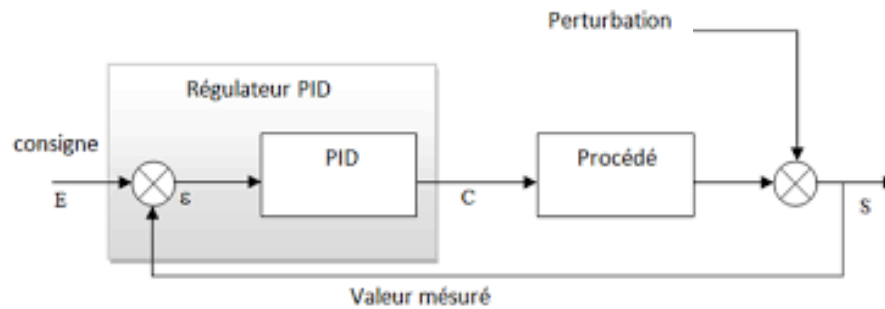 Perturbation
Régulateur PID
consigne
PID
Procédé
E
ε
C
S
Valeur mésuré